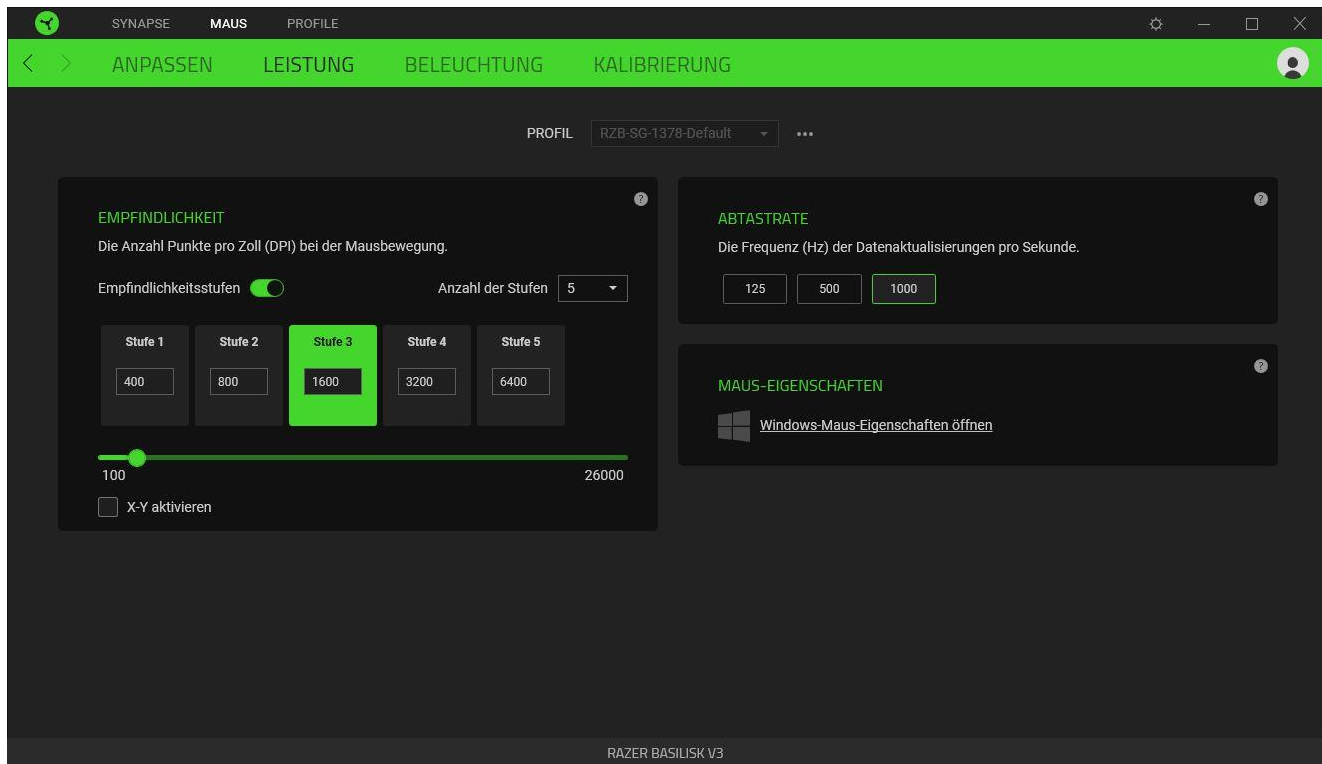 SYNAPSE MAUS PROFILE
ANPASSEN LEISTUNG BELEUCHTUNG KALIBRIERUNG
PROFIL RZB-SG-1378-Default
EMPFINDLICHKEIT
Die Anzahl Punkte pro Zoll (DPI) bei der Mausbewegung.
Empfindlichkeitsstufen Anzahl der Stufen 5
Stufe 1 Stufe 2 Stufe 3 Stufe 4 Stufe 5
400 800 1600 3200 6400
100 26000
X-Y aktivieren
ABTASTRATE
Die Frequenz (Hz) der Datenaktualisierungen pro Sekunde.
125 500 1000
MAUS-EIGENSCHAFTEN
Windows-Maus-Eigenschaften öffnen
RAZER BASILISK V3